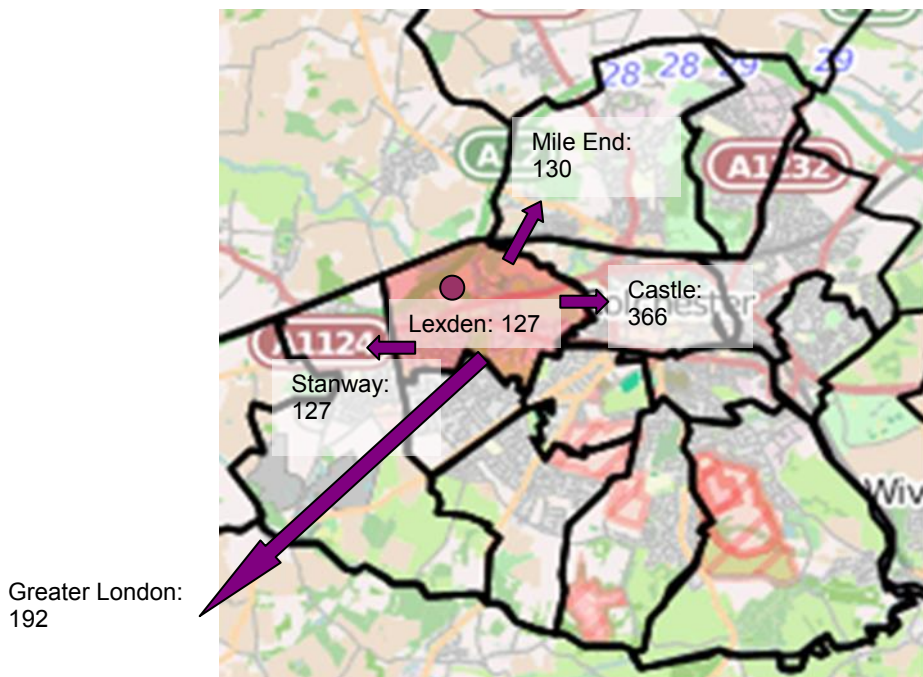 28 28 29 29
Mile End:
130
A1232
Castle:
366
Lexden: 127
A1124
Stanway:
127
Wiv
Greater London:
192